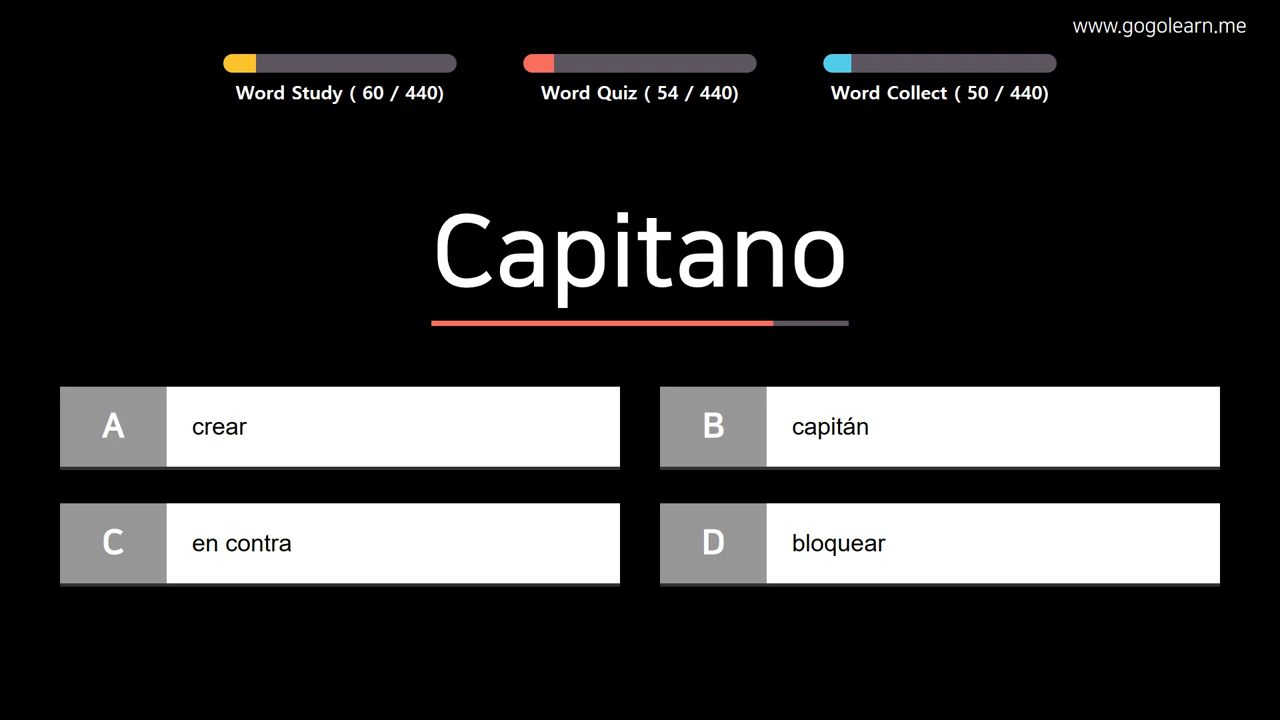 www.gogolearn.me
Word Study ( 60 / 440)
Word Quiz ( 54 / 440)
Word Collect ( 50 / 440)
Capitano
A crear
B capitán
C en contra
D bloquear